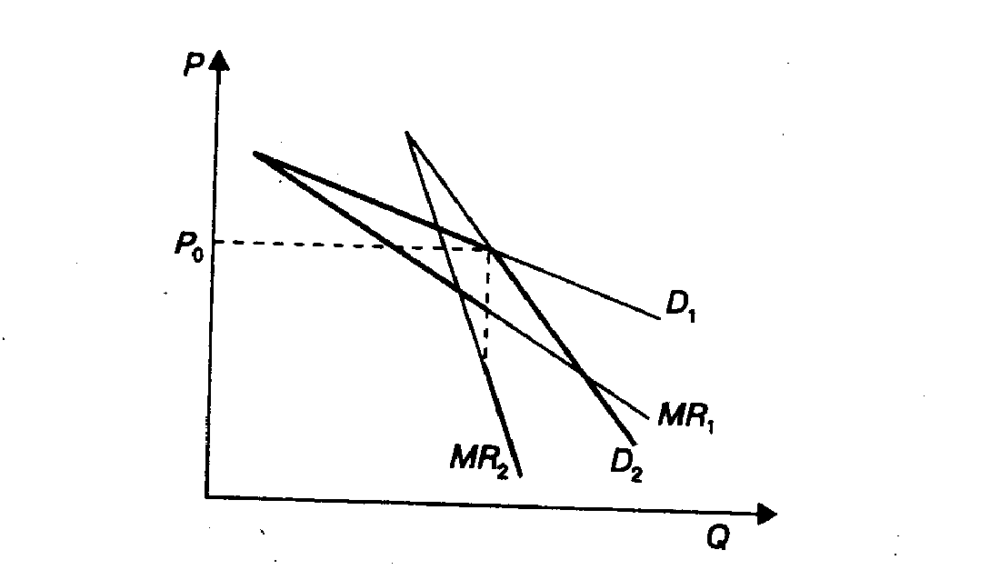 P
P₀
D₁
MR₁
MR₂
D₂
Q